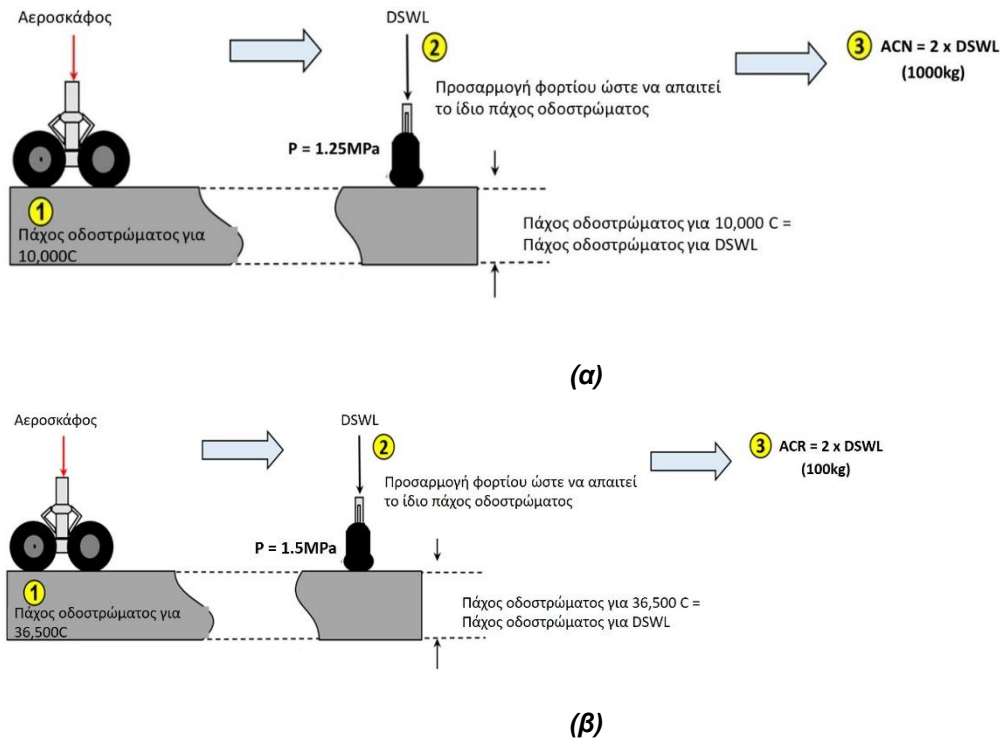 Αεροσκάφος
DSWL
2
3 ACN = 2 x DSWL
(1000kg)
Προσαρμογή φορτίου ώστε να απαιτεί
το ίδιο πάχος οδοστρώματος
P = 1.25MPa
1
Πάχος οδοστρώματος για
10,000C
Πάχος οδοστρώματος για 10,000 C =
Πάχος οδοστρώματος για DSWL
(α)
Αεροσκάφος
DSWL
2
3 ACR = 2 x DSWL
(100kg)
Προσαρμογή φορτίου ώστε να απαιτεί
το ίδιο πάχος οδοστρώματος
P = 1.5MPa
1
Πάχος οδοστρώματος για
36,500C
Πάχος οδοστρώματος για 36,500 C =
Πάχος οδοστρώματος για DSWL
(β)